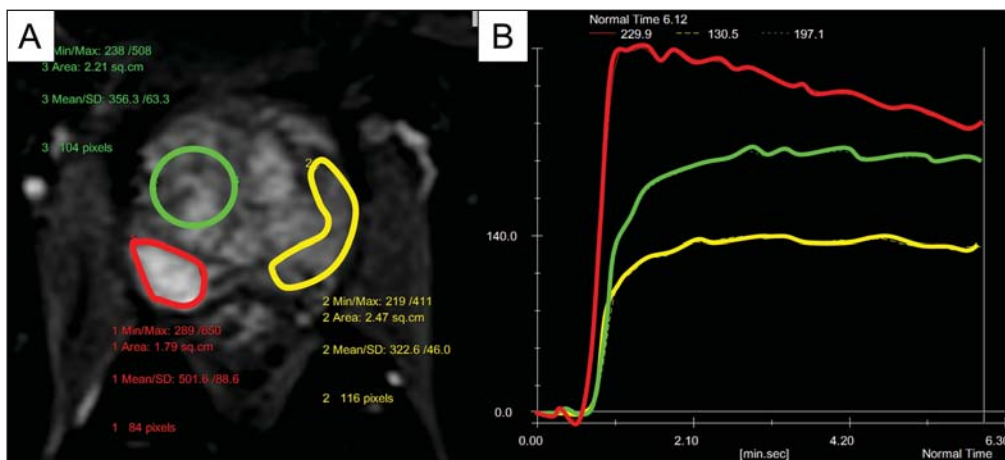 A
Min/Max: 238 /508
3 Area: 2.21 sq.cm
3 Mean/SD: 356.3 /63.3
3 104 pixels
2
2 Min/Max: 219 /411
2 Area: 2.47 sq.cm
2 Mean/SD: 322.6 /46.0
2 116 pixels
1 Min/Max: 289 /650
1 Area: 1.79 sq.cm
1 Mean/SD: 501.6 /88.6
1 84 pixels
B
Normal Time 6.12
229.9 130.5 197.1
140.0
0.0
0.00 2.10 4.20 6.30
[min.sec] Normal Time